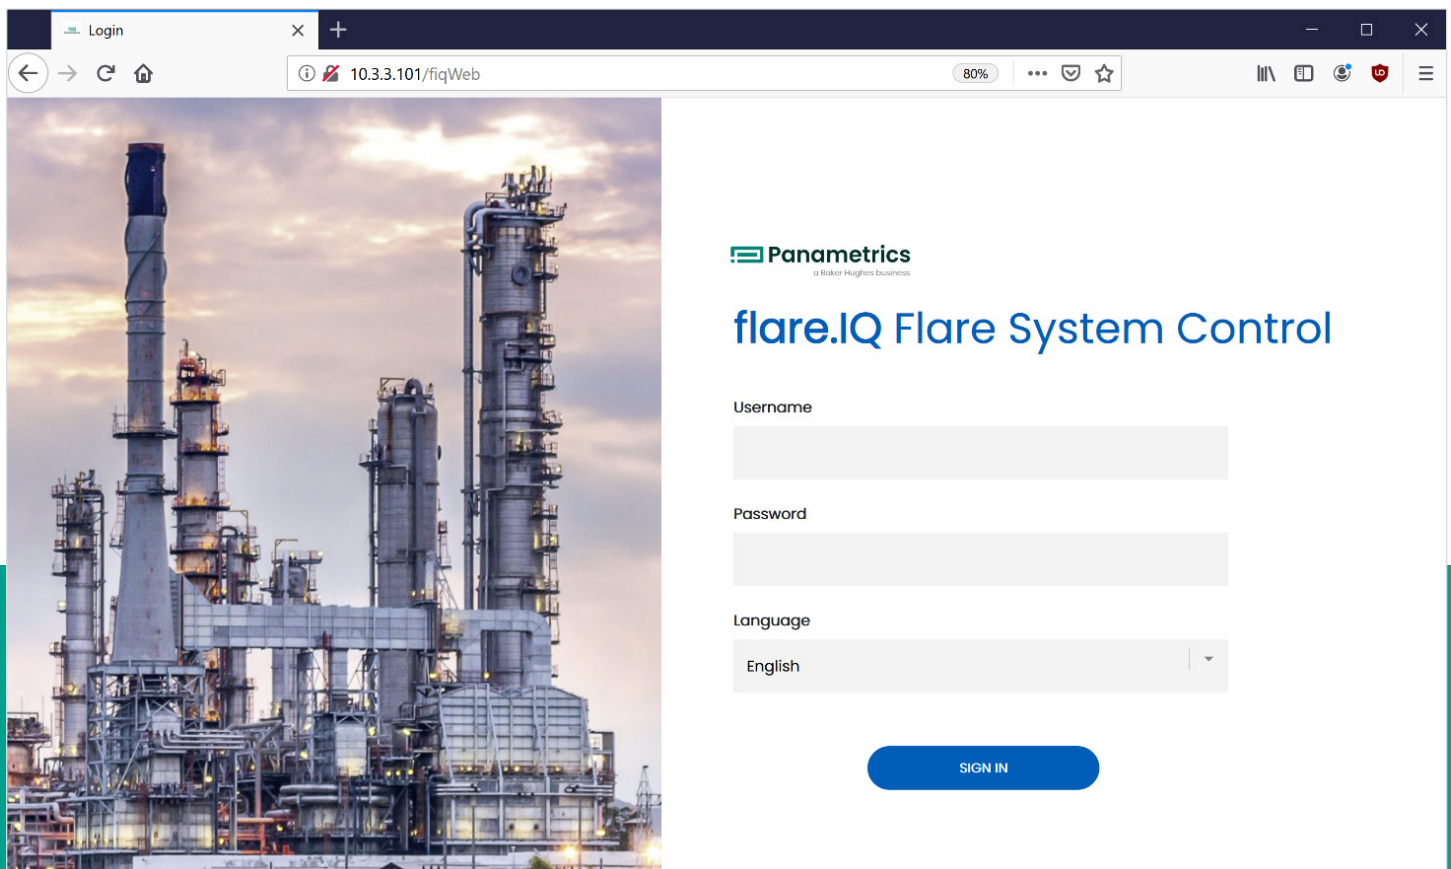 Login
10.3.3.101/fiqWeb
80%
Panametrics
a Baker Hughes business
flare.IQ Flare System Control
Username
Password
Language
English
SIGN IN